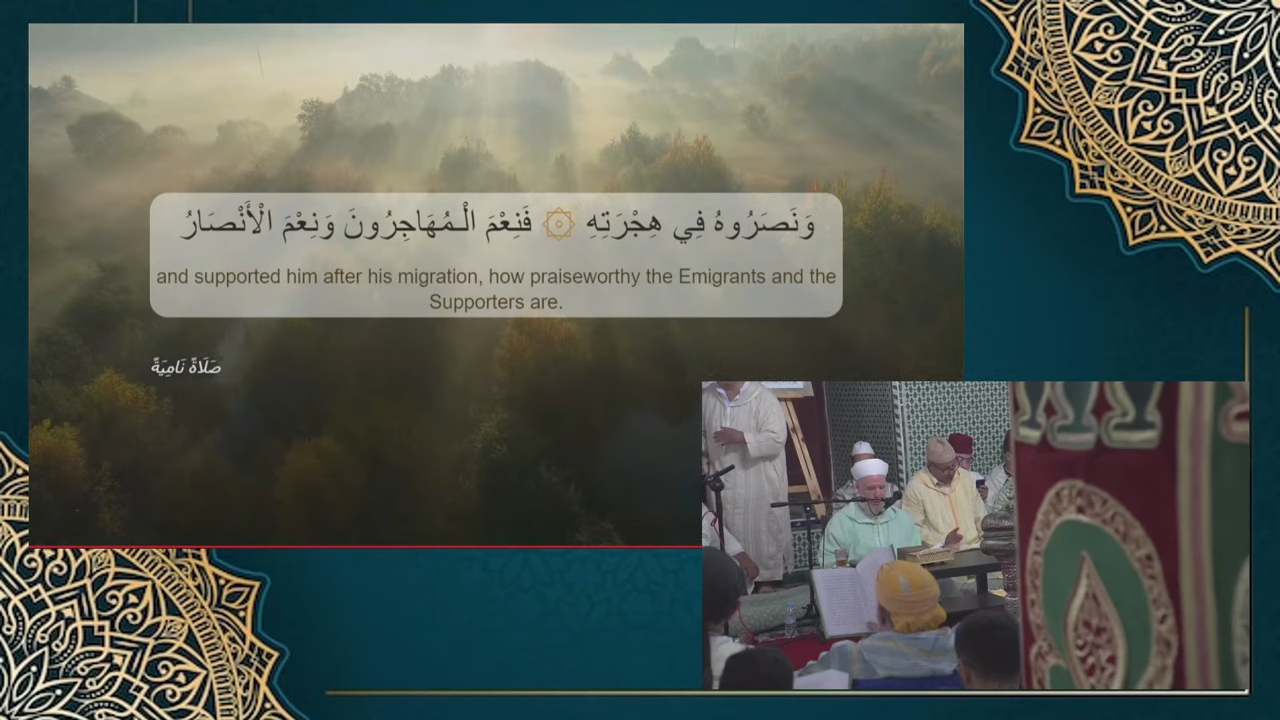 وَنَصَرُوهُ فِي هِجْرَتِهِ ۞ فَنِعْمَ الْمُهَاجِرُونَ وَنِعْمَ الْأَنْصَارُ
and supported him after his migration, how praiseworthy the Emigrants and the
Supporters are.
صَلَاةً نَامِيَةً